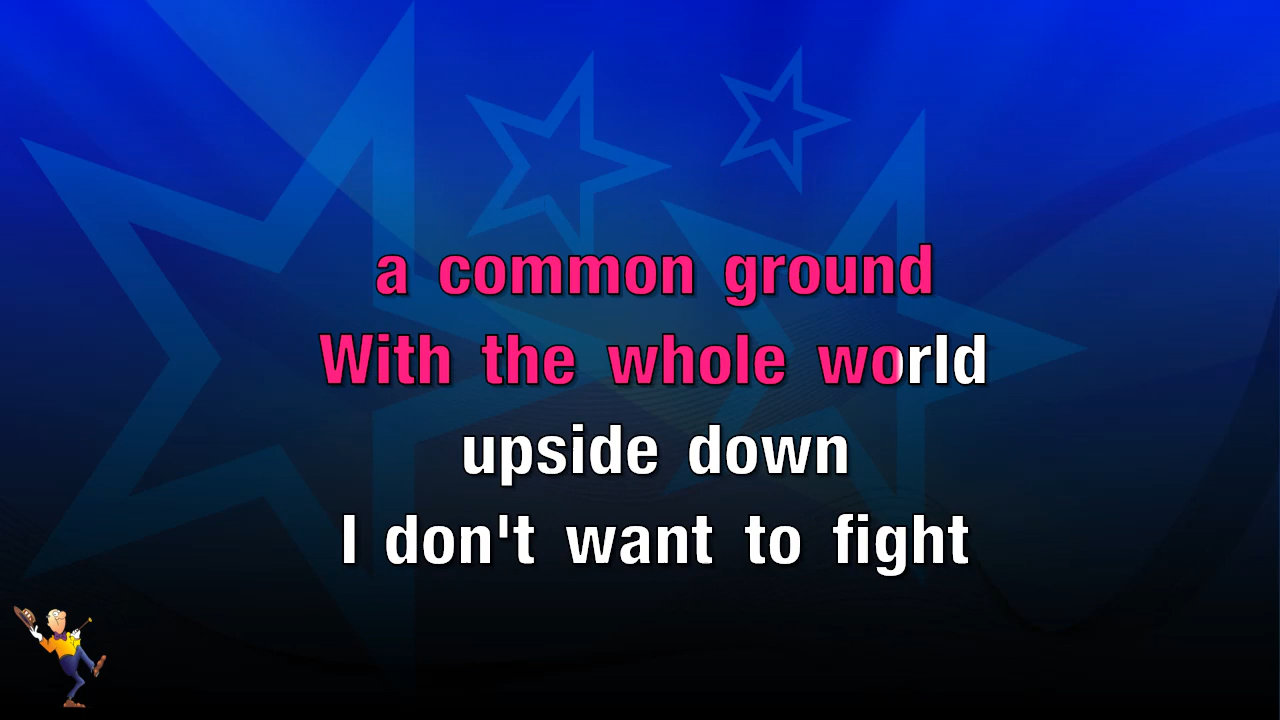 a common ground
With the whole world
upside down
I don't want to fight